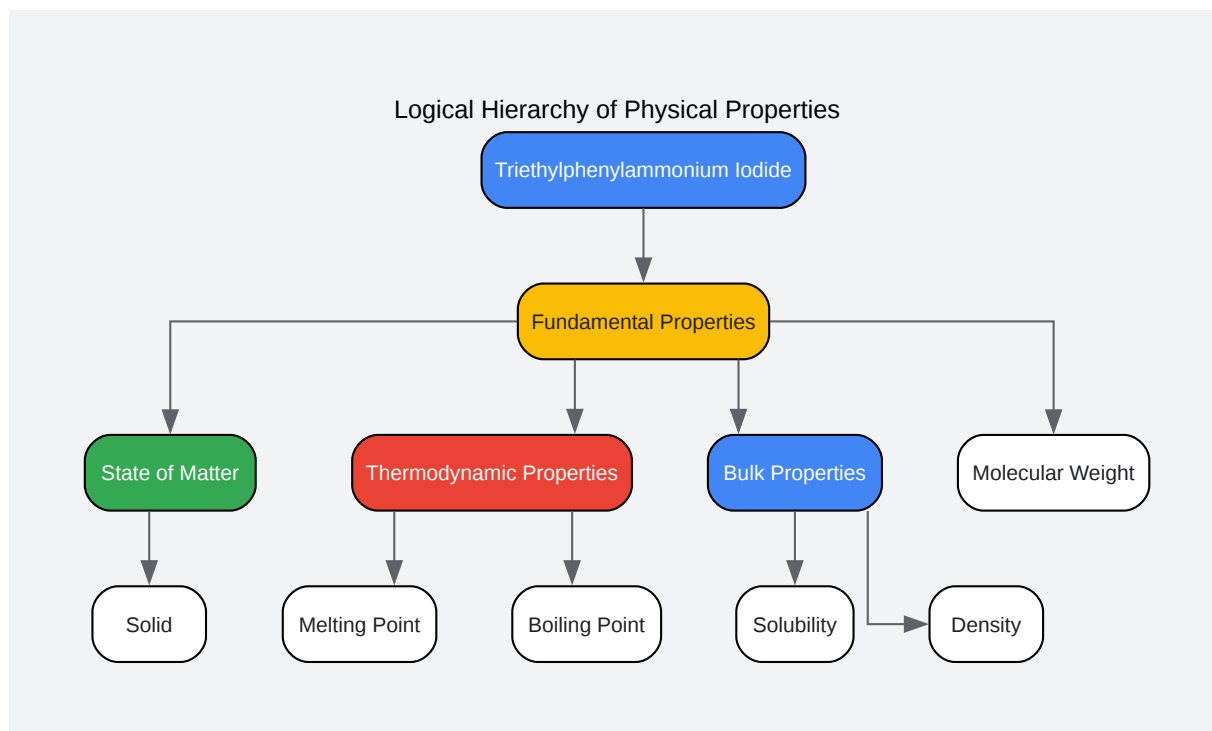 Logical Hierarchy of Physical Properties
Triethylphenylammonium Iodide
Fundamental Properties
State of Matter
Thermodynamic Properties
Bulk Properties
Molecular Weight
Solid
Melting Point
Boiling Point
Solubility
Density